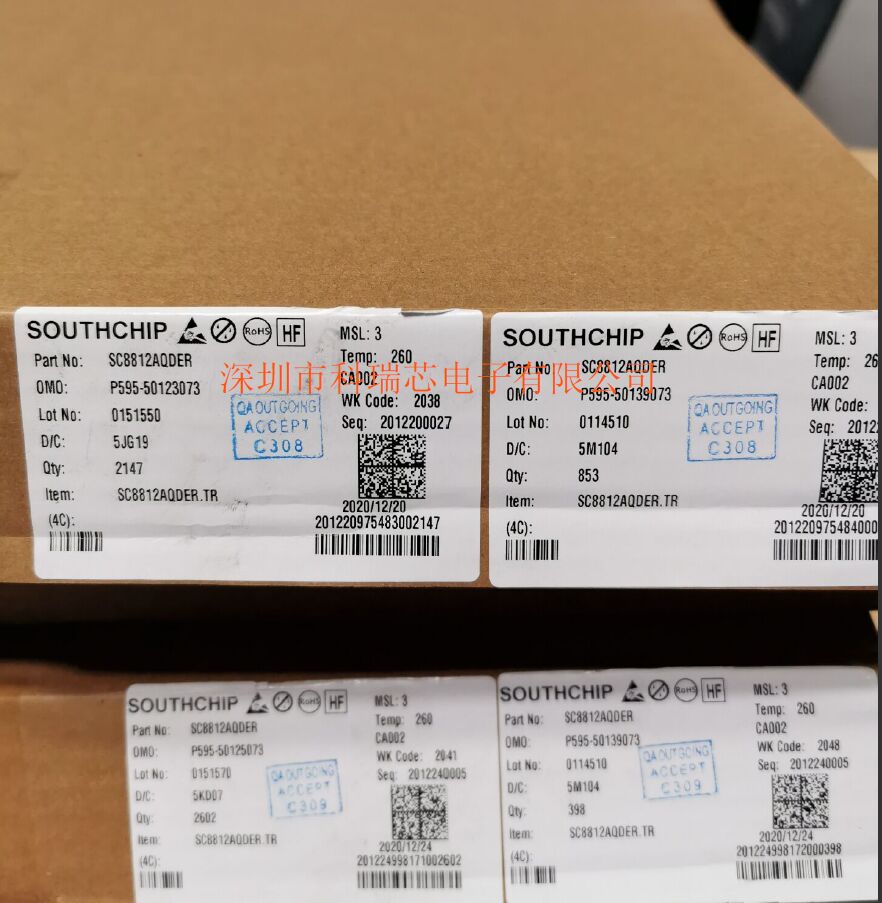 SOUTHCHIP RoHS HF
MSL: 3
Part No: SC8812AQDER
Temp: 260
OMO: P595-50123073
CA002
WK Code: 2038
Lot No: 0151550
Seq: 2012200027
D/C: 5JG19
Qty: 2147
Item: SC8812AQDER.TR
2020/12/20
(4C):
201220975483002147
QA OUTGOING
ACCEPT
C308
SOUTHCHIP RoHS HF
MSL: 3
Part No: SC8812AQDER
Temp: 26
OMO: P595-50139073
CA002
WK Code:
Lot No: 0114510
Seq: 20122
D/C: 5M104
Qty: 853
Item: SC8812AQDER.TR
2020/12/20
(4C):
201220975484000
QA OUTGOING
ACCEPT
C308
深圳市科瑞芯电子有限公司
SOUTHCHIP RoHS HF
MSL: 3
Part No: SC8812AQDER
Temp: 260
CA002
OMO: P595-50125073
WK Code: 2041
Lot No: 0151570
Seq: 2012240005
D/C: 5KD07
Qty: 2602
Item: SC8812AQDER.TR
2020/12/24
(4C):
201224998171002602
QA OUTGOING
ACCEPT
C309
SOUTHCHIP RoHS HF
MSL: 3
Part No: SC8812AQDER
Temp: 260
CA002
OMO: P595-50139073
WK Code: 2048
Lot No: 0114510
Seq: 2012240005
D/C: 5M104
Qty: 398
Item: SC8812AQDER.TR
2020/12/24
(4C):
201224998172000398
QA OUTGOING
ACCEPT
C309